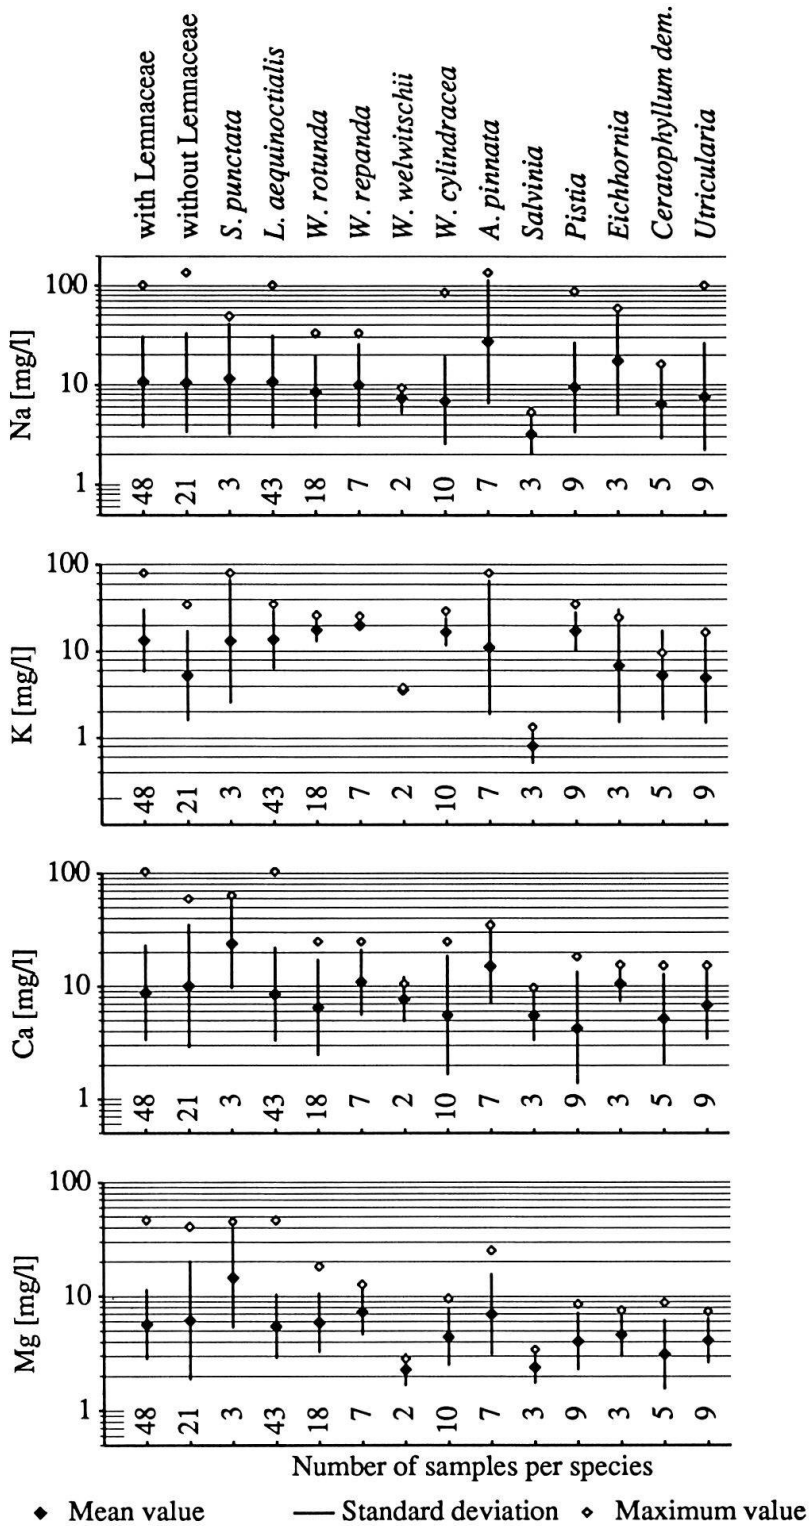 with Lemnaceae
without Lemnaceae
S. punctata
L. aequinoctialis
W. rotunda
W. repanda
W. welwitschii
W. cylindracea
A. pinnata
Salvinia
Pistia
Eichhornia
Ceratophyllum dem.
Utricularia
Na [mg/l]
100
10
1
48 21 3 43 18 7 2 10 7 3 9 3 5 9
K [mg/l]
100
10
1
48 21 3 43 18 7 2 10 7 3 9 3 5 9
Ca [mg/l]
100
10
1
48 21 3 43 18 7 2 10 7 3 9 3 5 9
Mg [mg/l]
100
10
1
48 21 3 43 18 7 2 10 7 3 9 3 5 9
Number of samples per species
Mean value Standard deviation Maximum value